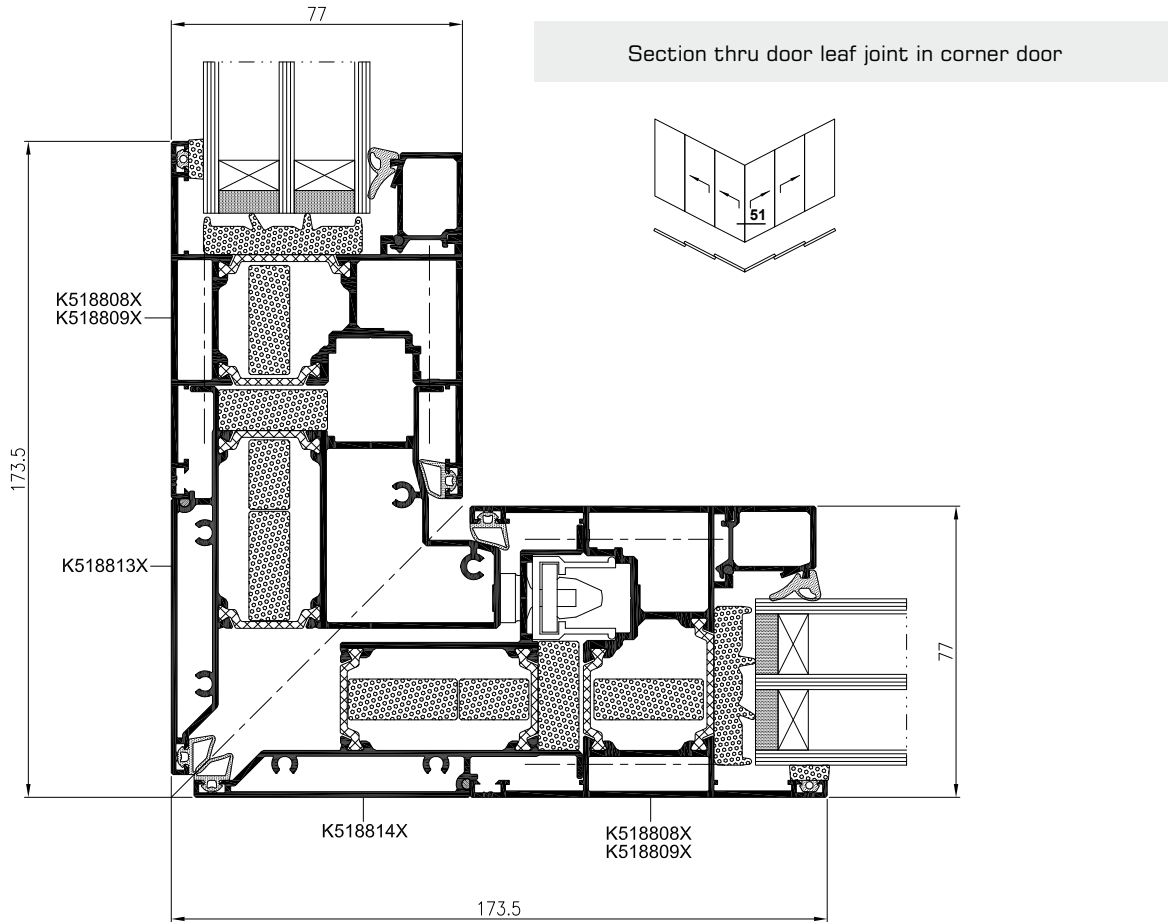 77
Section thru door leaf joint in corner door
51
K518808X
K518809X
173.5
K518813X
77
K518814X
K518808X
K518809X
173.5